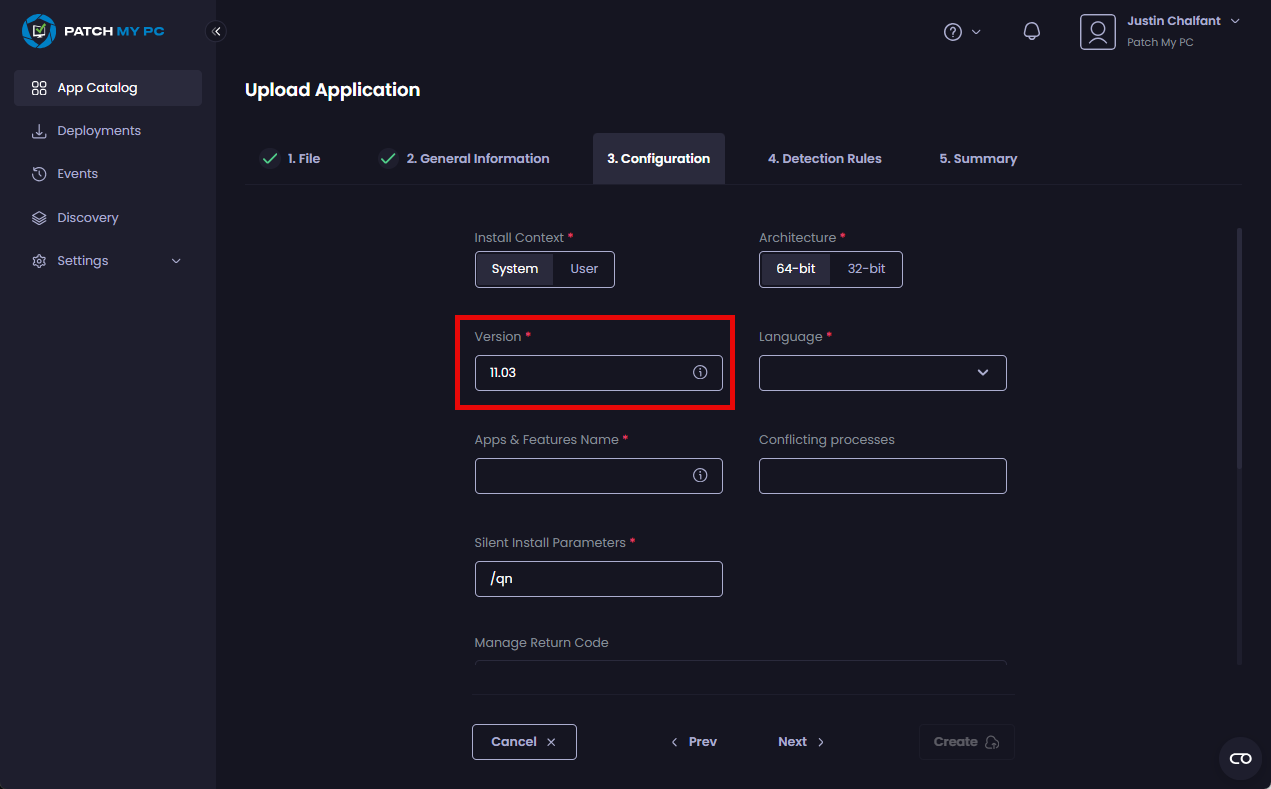 PATCH MY PC
Justin Chalfant
Patch My PC
App Catalog
Deployments
Events
Discovery
Settings
Upload Application
1. File
2. General Information
3. Configuration
4. Detection Rules
5. Summary
Install Context *
Architecture *
System User
64-bit 32-bit
Version *
Language *
11.03
Apps & Features Name *
Conflicting processes
Silent Install Parameters *
/qn
Manage Return Code
Cancel
Prev
Next
Create